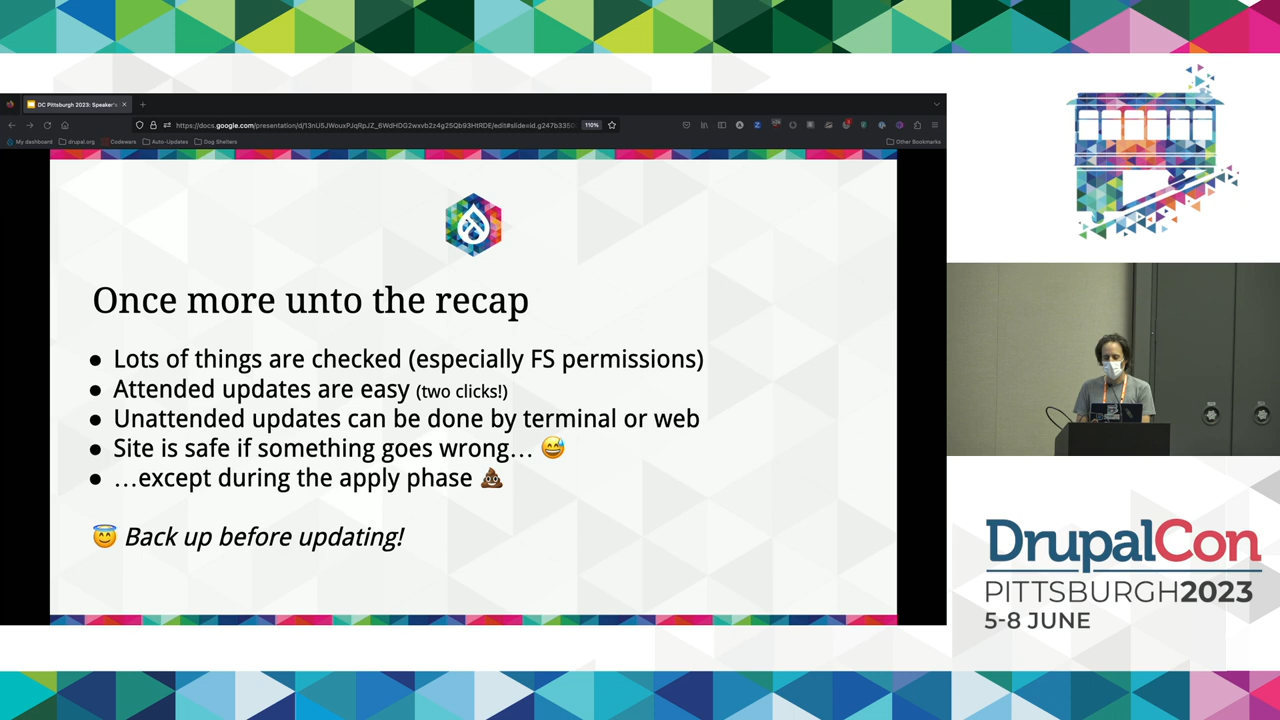 DC Pittsburgh 2023: Speaker's
110%
My dashboard
drupal.org
Codewars
Auto-Updates
Dog Shelters
Other Bookmarks
Once more unto the recap
● Lots of things are checked (especially FS permissions)
● Attended updates are easy (two clicks!)
● Unattended updates can be done by terminal or web
● Site is safe if something goes wrong… 😅
● …except during the apply phase 💩
😇 Back up before updating!
DrupalCon
PITTSBURGH2023
5-8 JUNE